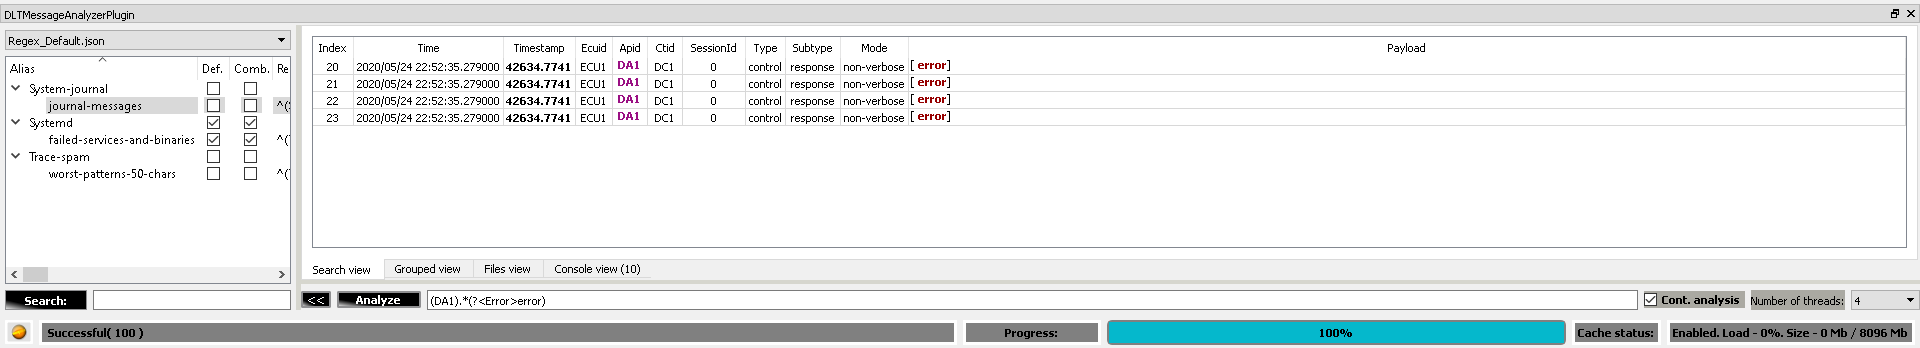 DLTMessageAnalyzerPlugin
Regex_Default.json
Alias Def. Comb. Re
System-journal
journal-messages ^(
Systemd
failed-services-and-binaries ^(
Trace-spam
worst-patterns-50-chars ^(
Search:
Index Time Timestamp Ecuid Apid Ctid SessionId Type Subtype Mode Payload
20 2020/05/24 22:52:35.279000 42634.7741 ECU1 DA1 DC1 0 control response non-verbose [ error]
21 2020/05/24 22:52:35.279000 42634.7741 ECU1 DA1 DC1 0 control response non-verbose [ error]
22 2020/05/24 22:52:35.279000 42634.7741 ECU1 DA1 DC1 0 control response non-verbose [ error]
23 2020/05/24 22:52:35.279000 42634.7741 ECU1 DA1 DC1 0 control response non-verbose [ error]
Search view Grouped view Files view Console view (10)
<< Analyze (DA1).*(?<Error>error) Cont. analysis Number of threads: 4
Successful( 100 ) Progress: 100% Cache status: Enabled. Load - 0%. Size - 0 Mb / 8096 Mb